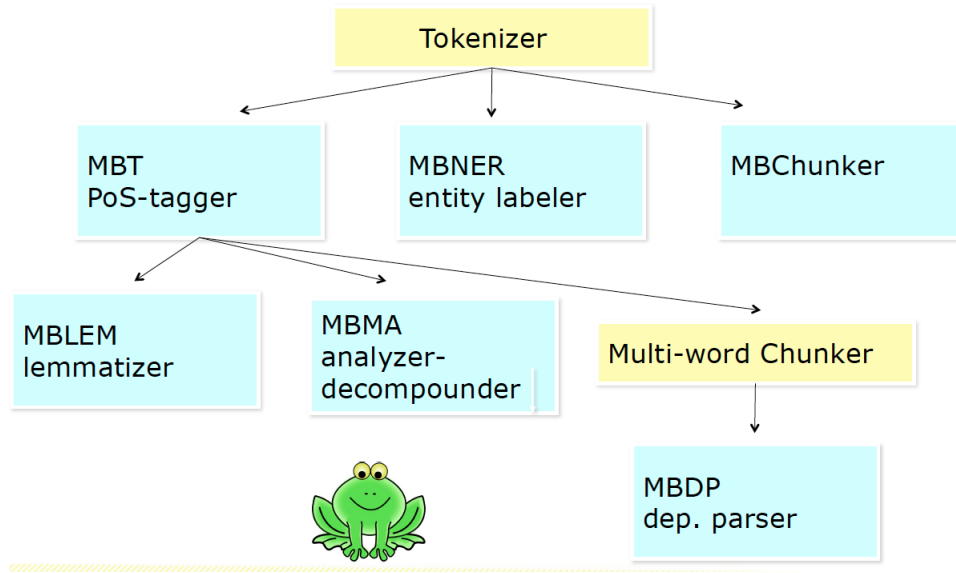 Tokenizer
MBT
PoS-tagger
MBNER
entity labeler
MBChunker
MBLEM
lemmatizer
MBMA
analyzer-
decompounder
Multi-word Chunker
MBDP
dep. parser